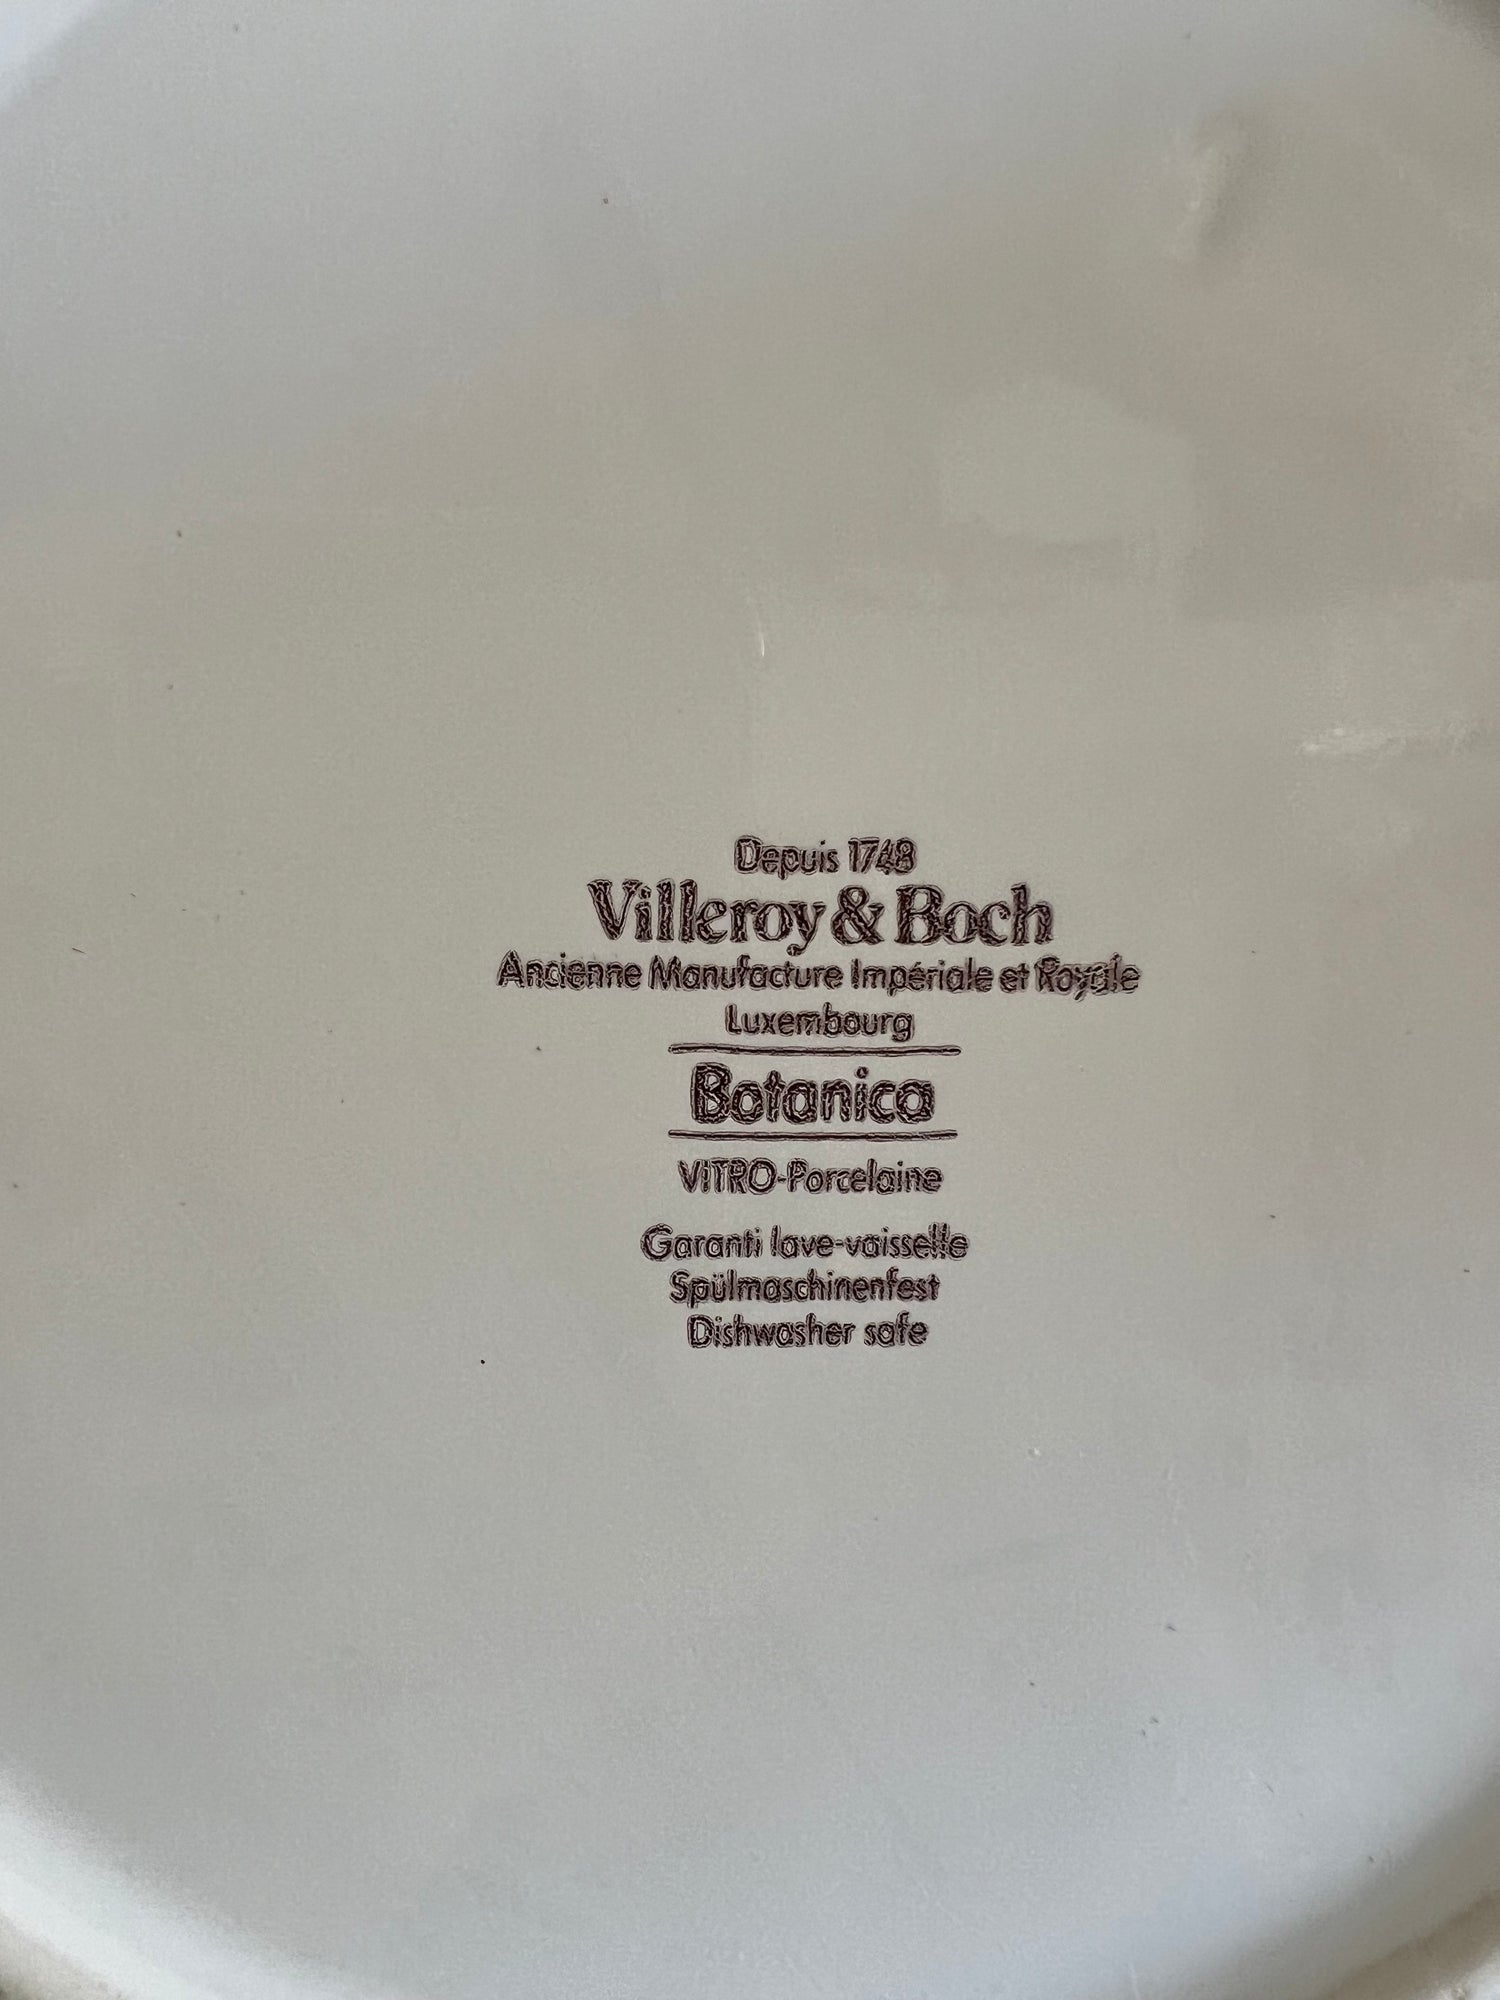 Depuis 1748
Villeroy & Boch
Ancienne Manufacture Impériale et Royale
Luxembourg
Botanica
VITRO-Porcelaine
Garanti lave-vaisselle
Spülmaschinenfest
Dishwasher safe